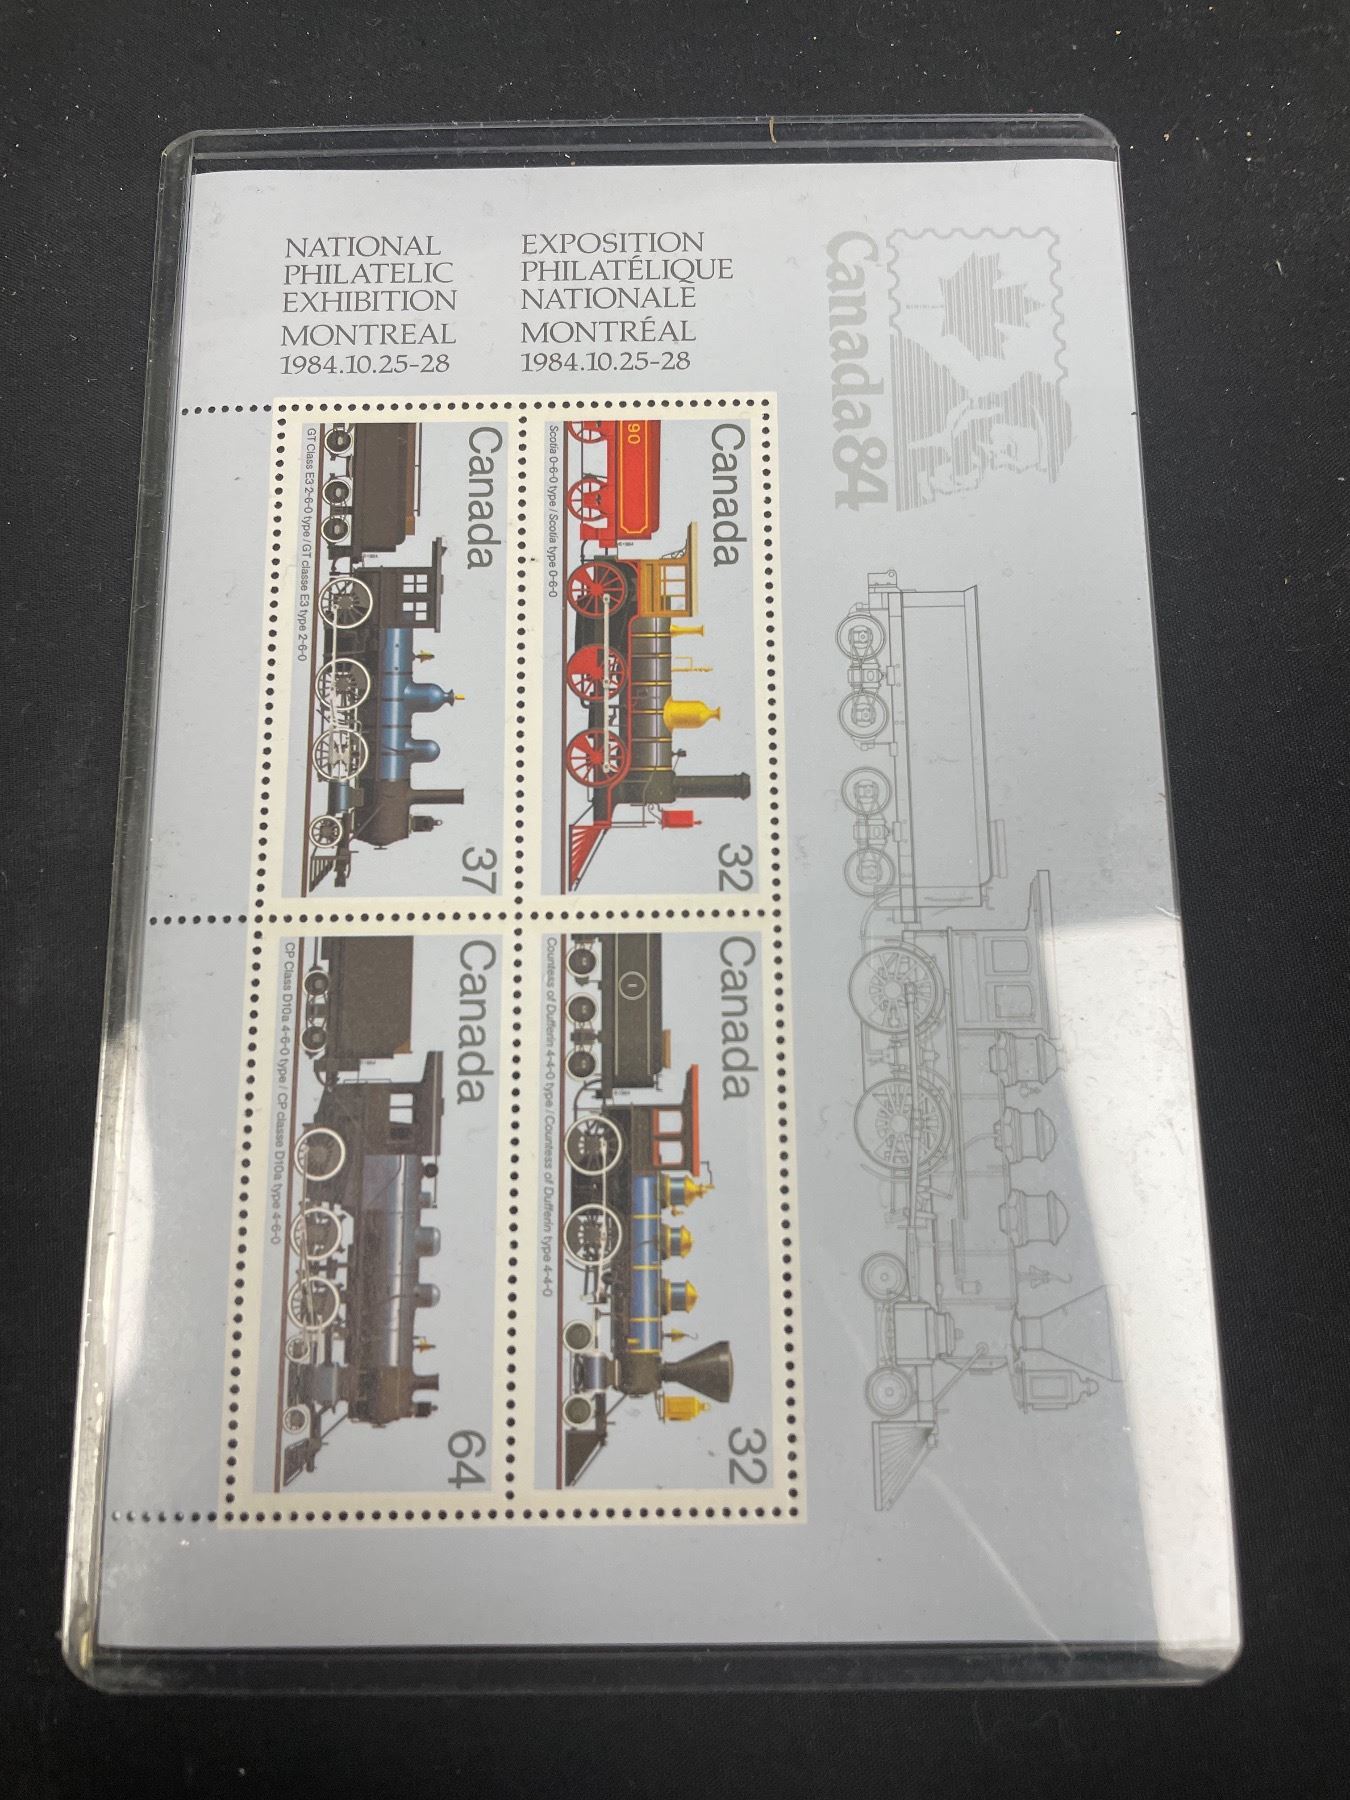 NATIONAL
PHILATELIC
EXHIBITION
MONTREAL
1984.10.25-28
EXPOSITION
PHILATÉLIQUE
NATIONALE
MONTRÉAL
1984.10.25-28
Canada84
Canada
37
GT Class E3 2-6-0 type / GT classe E3 type 2-6-0
Canada
32
90
Scotia 0-6-0 type / Scotia type 0-6-0
Canada
64
CP Class D10a 4-6-0 type / CP classe D10a type 4-6-0
Canada
32
1
Countess of Dufferin 4-4-0 type / Countess of Dufferin type 4-4-0